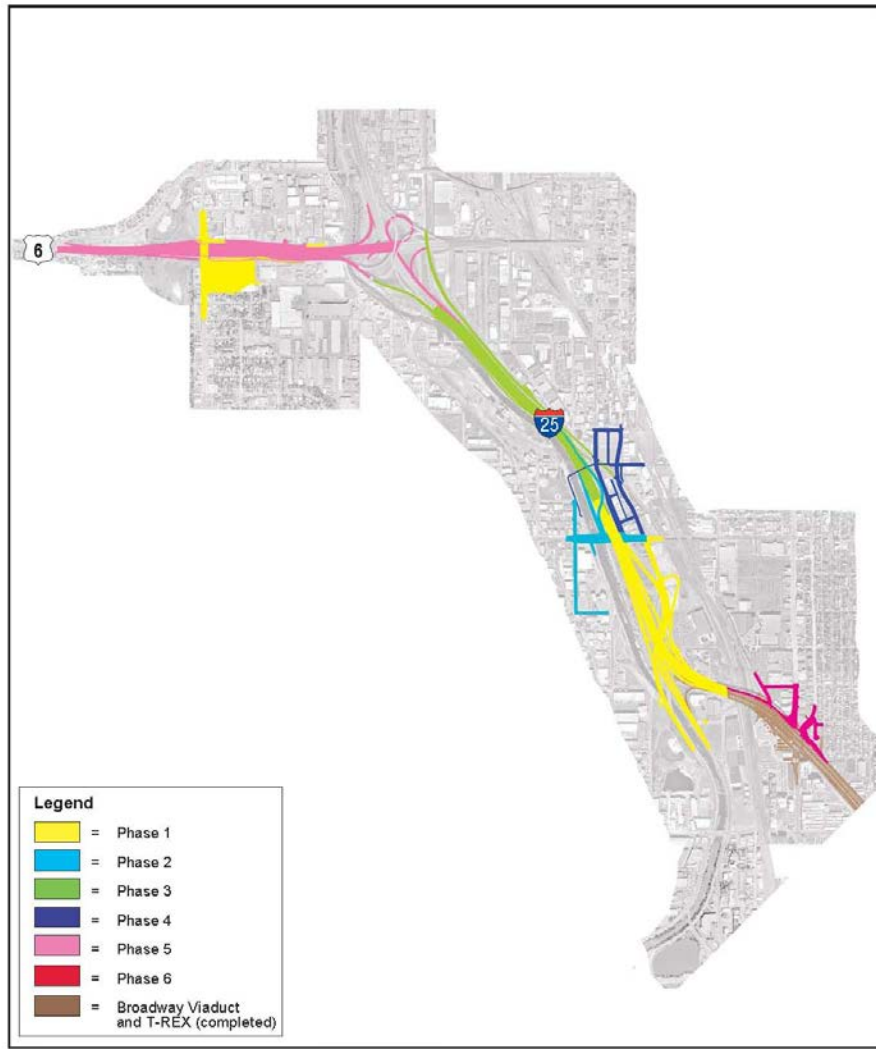 6
25
Legend
= Phase 1
= Phase 2
= Phase 3
= Phase 4
= Phase 5
= Phase 6
= Broadway Viaduct
and T-REX (completed)